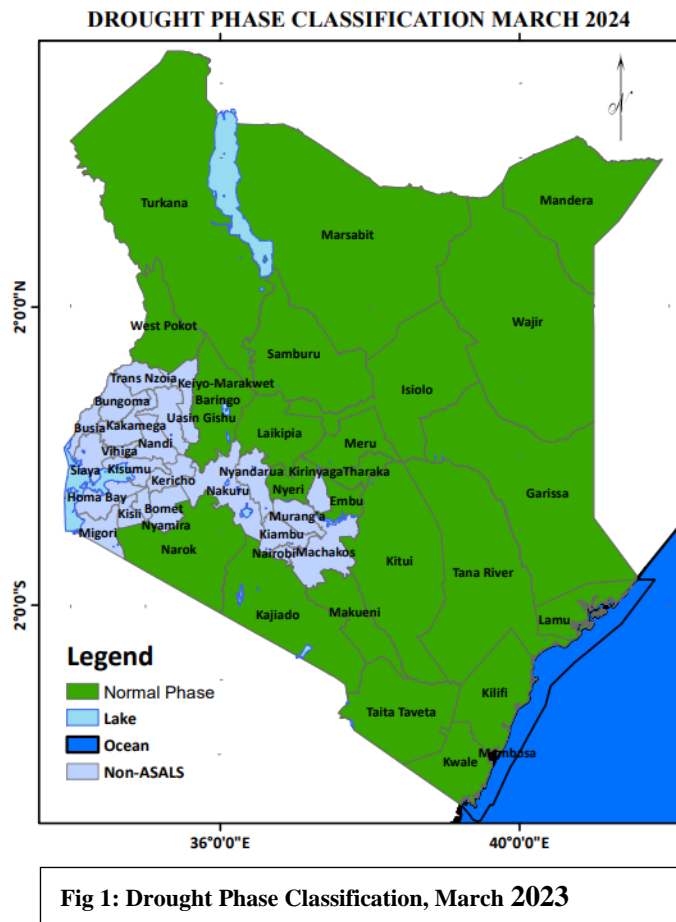 DROUGHT PHASE CLASSIFICATION MARCH 2024
N
Mandera
Turkana
Marsabit
2°0'0"N
Wajir
West Pokot
Samburu
Isiolo
Trans Nzoia
Keiyo-Marakwet
Bungoma
Baringo
Uasin Gishu
Busia
Kakamega
Laikipia
Nandi
Meru
Vihiga
Siaya
Kisumu
Nyandarua
Kirinyaga
Tharaka
Kericho
Nakuru
Nyeri
Homa Bay
Embu
Garissa
Kisii
Bomet
Murang'a
Nyamira
Migori
Kiambu
Narok
Nairobi
Machakos
Kitui
Tana River
2°0'0"S
Kajiado
Makueni
Lamu
Legend
Normal Phase
Lake
Ocean
Non-ASALS
Kilifi
Taita Taveta
Mombasa
Kwale
36°0'0"E
40°0'0"E
Fig 1: Drought Phase Classification, March 2023